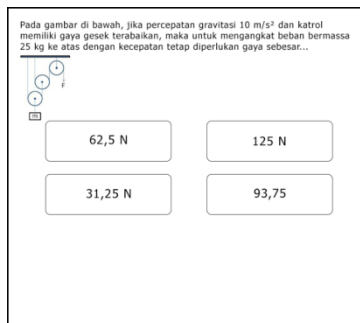 Pada gambar di bawah, jika percepatan gravitasi 10 m/s² dan katrol
memiliki gaya gesek terabaikan, maka untuk mengangkat beban bermassa
25 kg ke atas dengan kecepatan tetap diperlukan gaya sebesar...
F
m
62,5 N
125 N
31,25 N
93,75